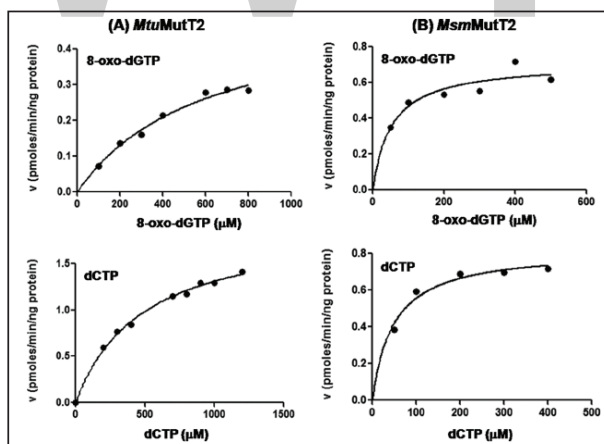 (A) MtuMutT2
(B) MsmMutT2
8-oxo-dGTP
v (pmoles/min/ng protein)
0.4
0.3
0.2
0.1
0.0
0 200 400 600 800 1000
8-oxo-dGTP (μM)
8-oxo-dGTP
v (pmoles/min/ng protein)
0.8
0.6
0.4
0.2
0.0
0 200 400 600
8-oxo-dGTP (μM)
dCTP
v (pmoles/min/ng protein)
1.5
1.0
0.5
0.0
0 500 1000 1500
dCTP (μM)
dCTP
v (pmoles/min/ng protein)
0.8
0.6
0.4
0.2
0.0
0 100 200 300 400 500
dCTP (μM)